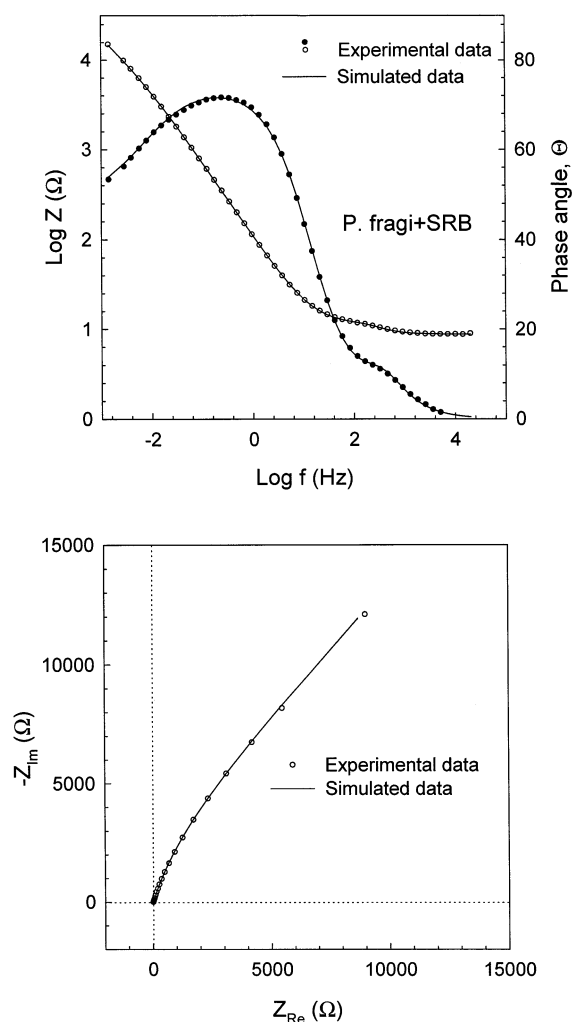 Experimental data
Simulated data
P. fragi+SRB
Log Z (Ω)
4
3
2
1
0
Phase angle, Θ
80
60
40
20
0
-2 0 2 4
Log f (Hz)
15000
10000
5000
0
-Z_Im (Ω)
Experimental data
Simulated data
0 5000 10000 15000
Z_Re (Ω)